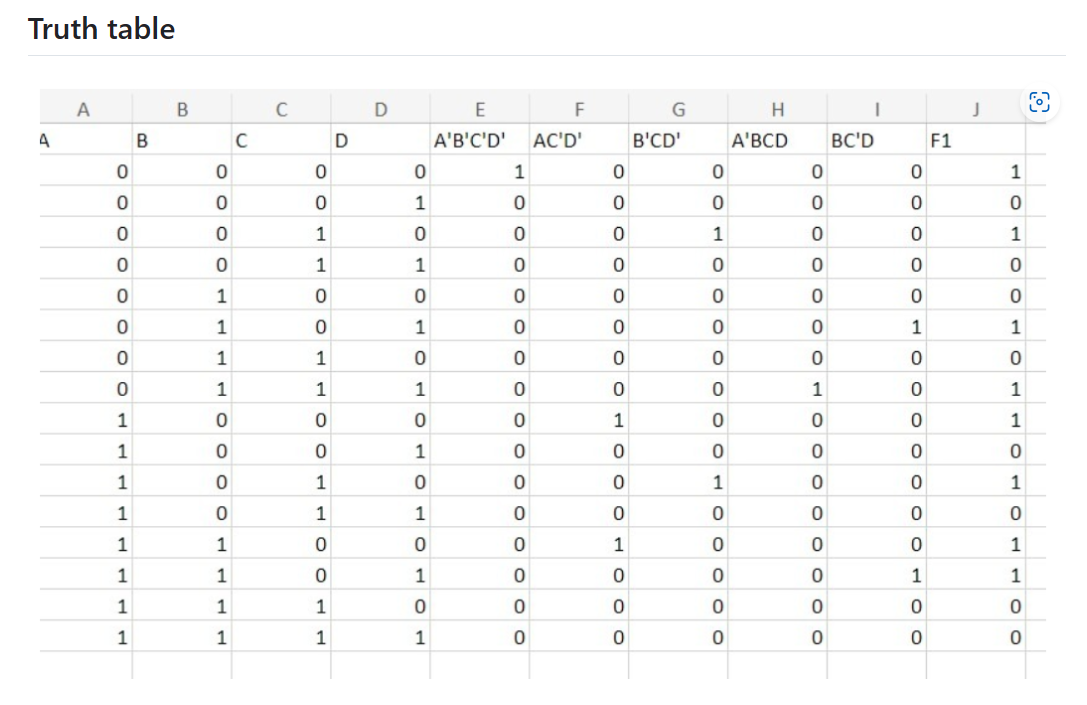 Truth table
A B C D E F G H I J
A B C D A'B'C'D' AC'D' B'CD' A'BCD BC'D F1
0 0 0 0 1 0 0 0 0 1
0 0 0 1 0 0 0 0 0 0
0 0 1 0 0 0 1 0 0 1
0 0 1 1 0 0 0 0 0 0
0 1 0 0 0 0 0 0 0 0
0 1 0 1 0 0 0 0 1 1
0 1 1 0 0 0 0 0 0 0
0 1 1 1 0 0 0 1 0 1
1 0 0 0 0 1 0 0 0 1
1 0 0 1 0 0 0 0 0 0
1 0 1 0 0 0 1 0 0 1
1 0 1 1 0 0 0 0 0 0
1 1 0 0 0 1 0 0 0 1
1 1 0 1 0 0 0 0 1 1
1 1 1 0 0 0 0 0 0 0
1 1 1 1 0 0 0 0 0 0